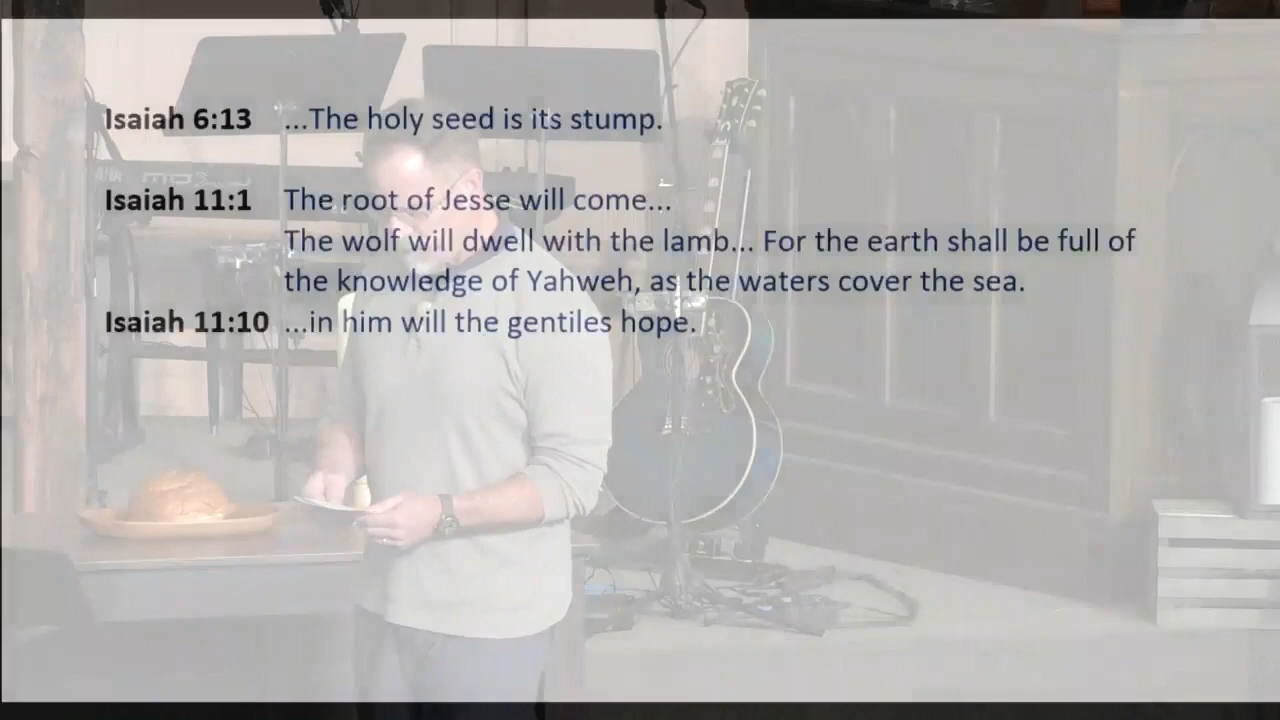 Isaiah 6:13 ...The holy seed is its stump.
Isaiah 11:1 The root of Jesse will come...
The wolf will dwell with the lamb... For the earth shall be full of
the knowledge of Yahweh, as the waters cover the sea.
Isaiah 11:10 ...in him will the gentiles hope.